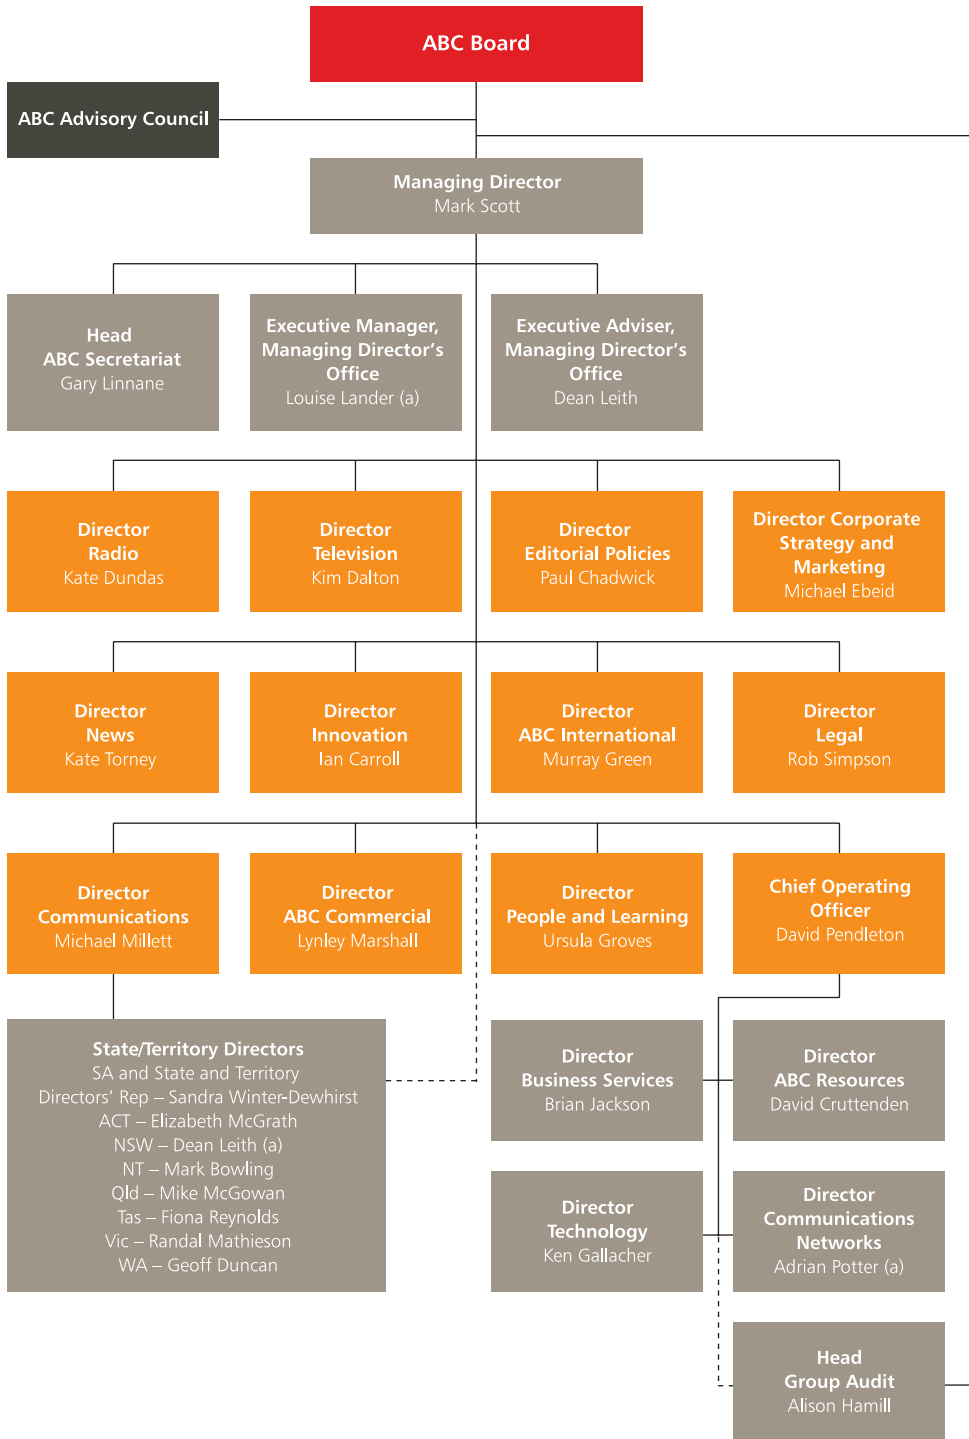 ABC Board
ABC Advisory Council
Managing Director
Mark Scott
Head
ABC Secretariat
Gary Linnane
Executive Manager,
Managing Director's
Office
Louise Lander (a)
Executive Adviser,
Managing Director's
Office
Dean Leith
Director
Radio
Kate Dundas
Director
Television
Kim Dalton
Director
Editorial Policies
Paul Chadwick
Director Corporate
Strategy and
Marketing
Michael Ebeid
Director
News
Kate Torney
Director
Innovation
Ian Carroll
Director
ABC International
Murray Green
Director
Legal
Rob Simpson
Director
Communications
Michael Millett
Director
ABC Commercial
Lynley Marshall
Director
People and Learning
Ursula Groves
Chief Operating
Officer
David Pendleton
State/Territory Directors
SA and State and Territory
Directors' Rep – Sandra Winter-Dewhirst
ACT – Elizabeth McGrath
NSW – Dean Leith (a)
NT – Mark Bowling
Qld – Mike McGowan
Tas – Fiona Reynolds
Vic – Randal Mathieson
WA – Geoff Duncan
Director
Business Services
Brian Jackson
Director
ABC Resources
David Cruttenden
Director
Technology
Ken Gallacher
Director
Communications
Networks
Adrian Potter (a)
Head
Group Audit
Alison Hamill